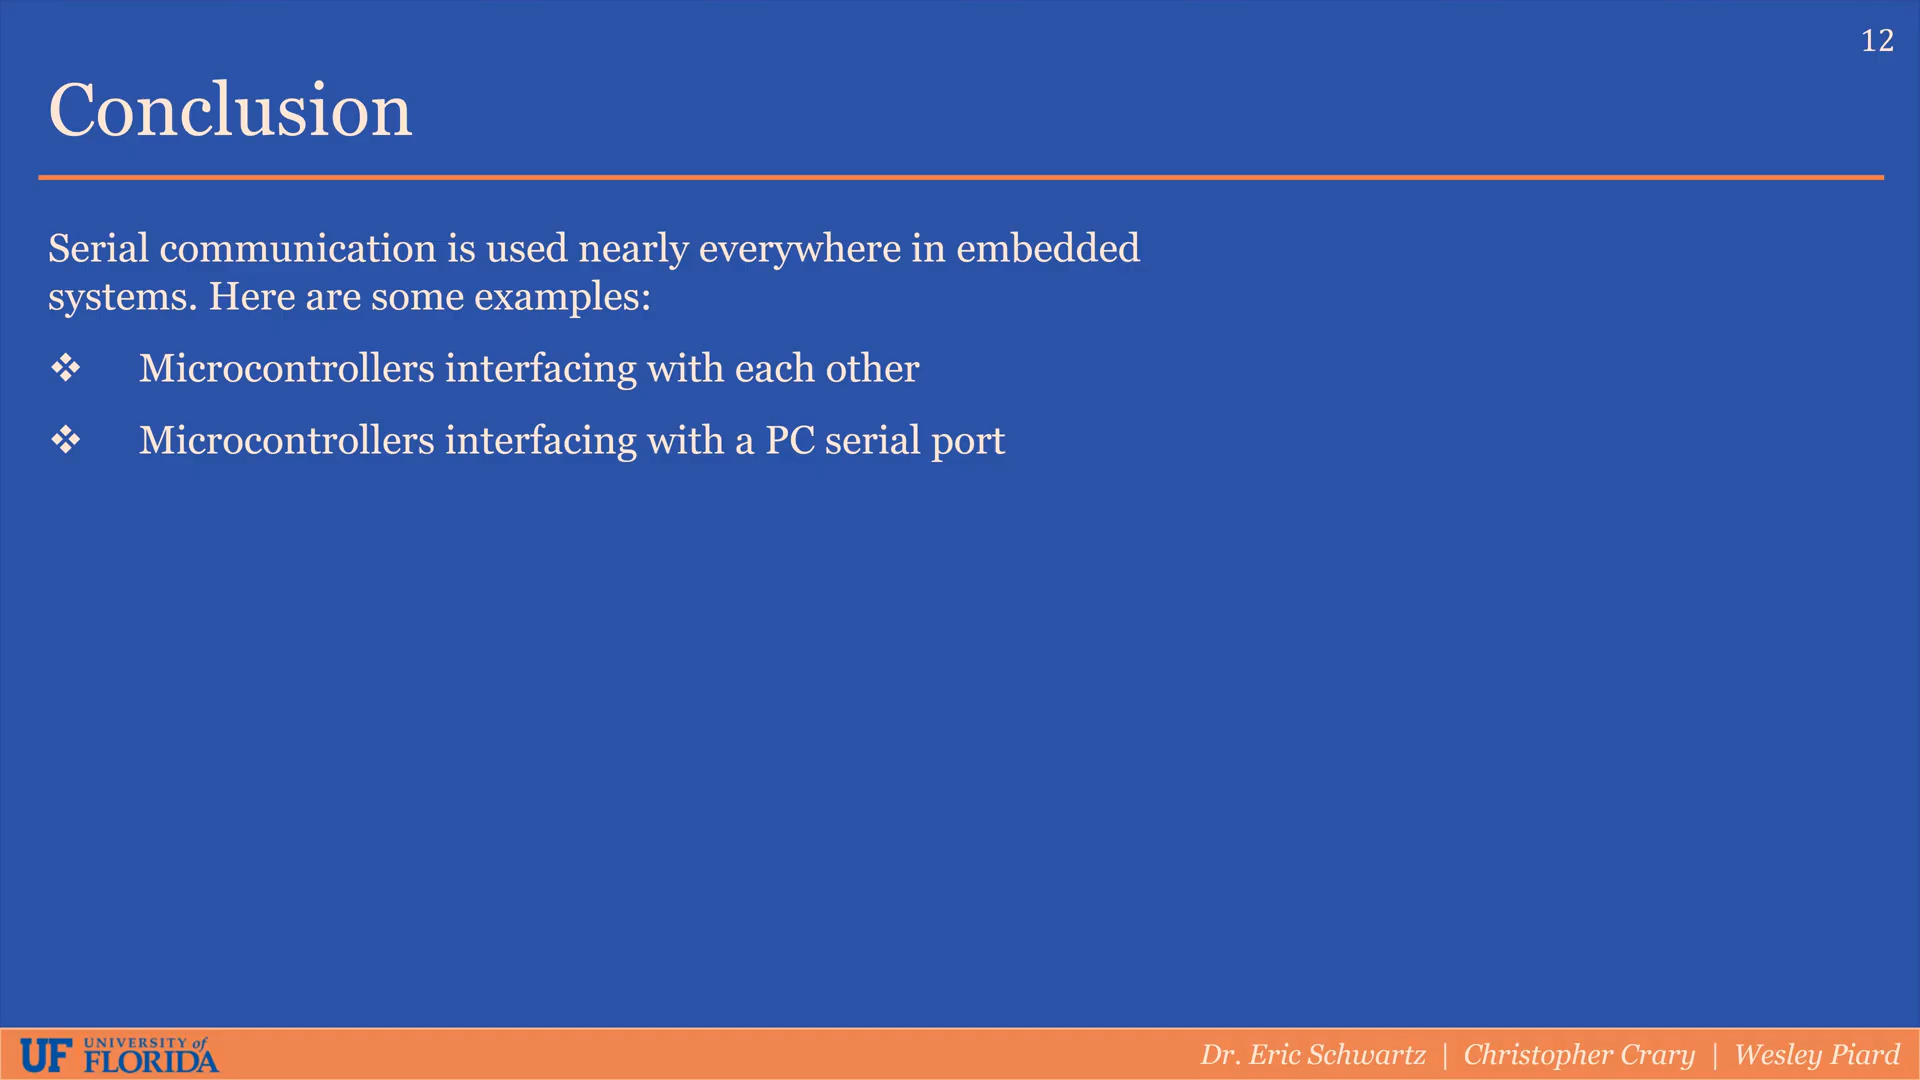 12
Conclusion
Serial communication is used nearly everywhere in embedded
systems. Here are some examples:
❖ Microcontrollers interfacing with each other
❖ Microcontrollers interfacing with a PC serial port
UF UNIVERSITY of
FLORIDA
Dr. Eric Schwartz | Christopher Crary | Wesley Piard